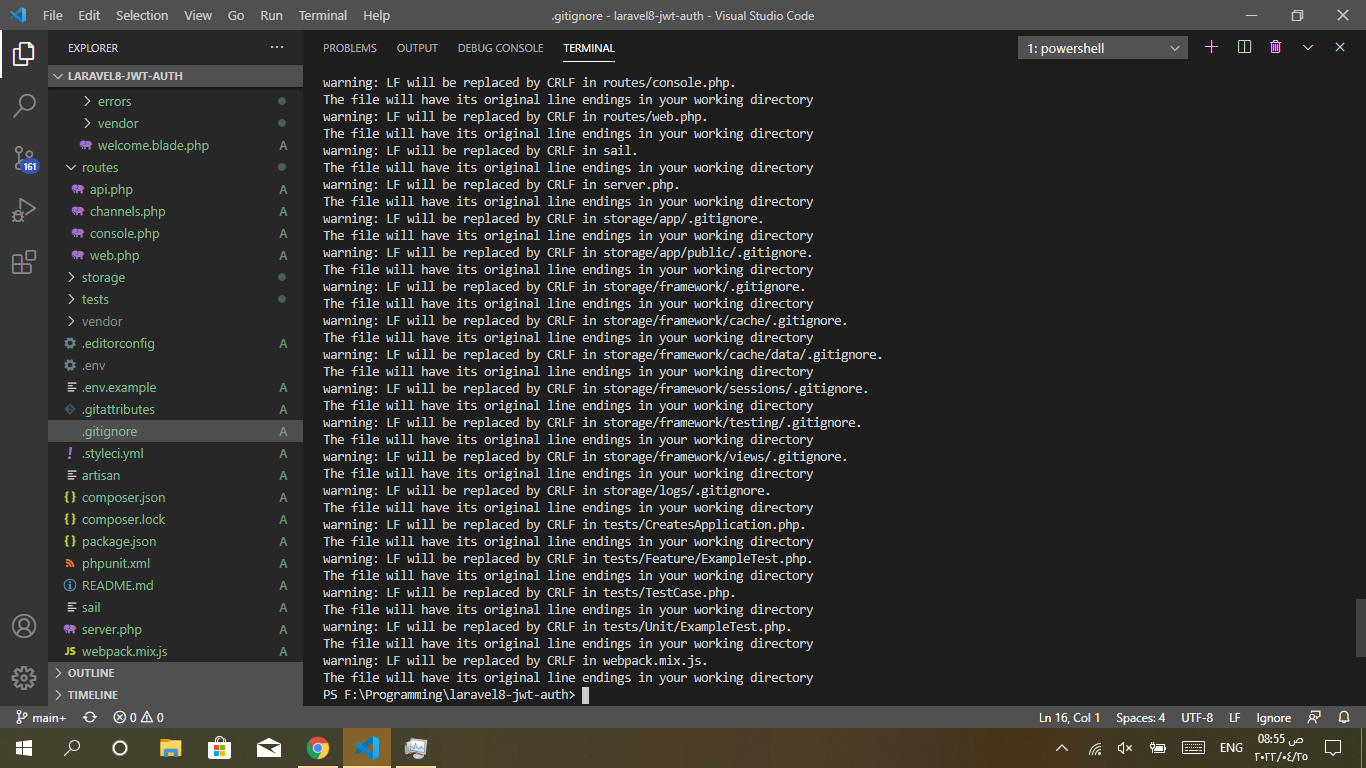 File Edit Selection View Go Run Terminal Help .gitignore - laravel8-jwt-auth - Visual Studio Code
EXPLORER
LARAVEL8-JWT-AUTH
errors
vendor
welcome.blade.php A
routes
api.php A
channels.php A
console.php A
web.php A
storage
tests
vendor
.editorconfig A
.env
.env.example A
.gitattributes A
.gitignore A
.styleci.yml A
artisan A
composer.json A
composer.lock A
package.json A
phpunit.xml A
README.md A
sail A
server.php A
webpack.mix.js A
OUTLINE
TIMELINE
161
PROBLEMS OUTPUT DEBUG CONSOLE TERMINAL 1: powershell
warning: LF will be replaced by CRLF in routes/console.php.
The file will have its original line endings in your working directory
warning: LF will be replaced by CRLF in routes/web.php.
The file will have its original line endings in your working directory
warning: LF will be replaced by CRLF in sail.
The file will have its original line endings in your working directory
warning: LF will be replaced by CRLF in server.php.
The file will have its original line endings in your working directory
warning: LF will be replaced by CRLF in storage/app/.gitignore.
The file will have its original line endings in your working directory
warning: LF will be replaced by CRLF in storage/app/public/.gitignore.
The file will have its original line endings in your working directory
warning: LF will be replaced by CRLF in storage/framework/.gitignore.
The file will have its original line endings in your working directory
warning: LF will be replaced by CRLF in storage/framework/cache/.gitignore.
The file will have its original line endings in your working directory
warning: LF will be replaced by CRLF in storage/framework/cache/data/.gitignore.
The file will have its original line endings in your working directory
warning: LF will be replaced by CRLF in storage/framework/sessions/.gitignore.
The file will have its original line endings in your working directory
warning: LF will be replaced by CRLF in storage/framework/testing/.gitignore.
The file will have its original line endings in your working directory
warning: LF will be replaced by CRLF in storage/framework/views/.gitignore.
The file will have its original line endings in your working directory
warning: LF will be replaced by CRLF in storage/logs/.gitignore.
The file will have its original line endings in your working directory
warning: LF will be replaced by CRLF in tests/CreatesApplication.php.
The file will have its original line endings in your working directory
warning: LF will be replaced by CRLF in tests/Feature/ExampleTest.php.
The file will have its original line endings in your working directory
warning: LF will be replaced by CRLF in tests/TestCase.php.
The file will have its original line endings in your working directory
warning: LF will be replaced by CRLF in tests/Unit/ExampleTest.php.
The file will have its original line endings in your working directory
warning: LF will be replaced by CRLF in webpack.mix.js.
The file will have its original line endings in your working directory
PS F:\Programming\laravel8-jwt-auth>
main+ 0 0 Ln 16, Col 1 Spaces: 4 UTF-8 LF Ignore
ENG
08:55 ص
٢٠٢٢/٠٤/٢٥